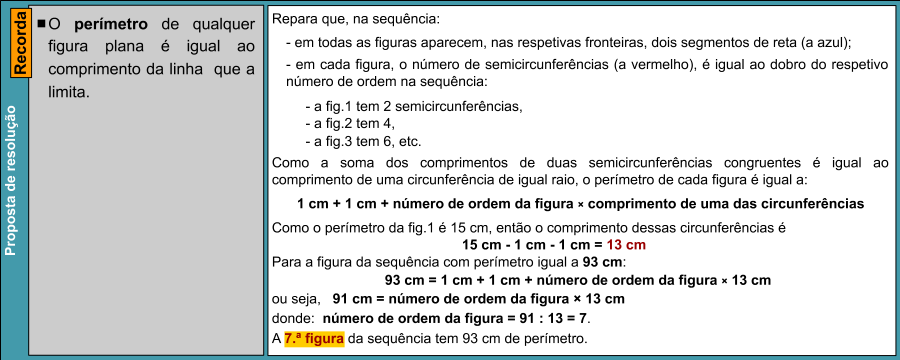 Proposta de resolução
Recorda
■O perímetro de qualquer
figura plana é igual ao
comprimento da linha que a
limita.
Repara que, na sequência:
- em todas as figuras aparecem, nas respetivas fronteiras, dois segmentos de reta (a azul);
- em cada figura, o número de semicircunferências (a vermelho), é igual ao dobro do respetivo
número de ordem na sequência:
- a fig.1 tem 2 semicircunferências,
- a fig.2 tem 4,
- a fig.3 tem 6, etc.
Como a soma dos comprimentos de duas semicircunferências congruentes é igual ao
comprimento de uma circunferência de igual raio, o perímetro de cada figura é igual a:
1 cm + 1 cm + número de ordem da figura × comprimento de uma das circunferências
Como o perímetro da fig.1 é 15 cm, então o comprimento dessas circunferências é
15 cm - 1 cm - 1 cm = 13 cm
Para a figura da sequência com perímetro igual a 93 cm:
93 cm = 1 cm + 1 cm + número de ordem da figura × 13 cm
ou seja, 91 cm = número de ordem da figura × 13 cm
donde: número de ordem da figura = 91 : 13 = 7.
A 7.ª figura da sequência tem 93 cm de perímetro.